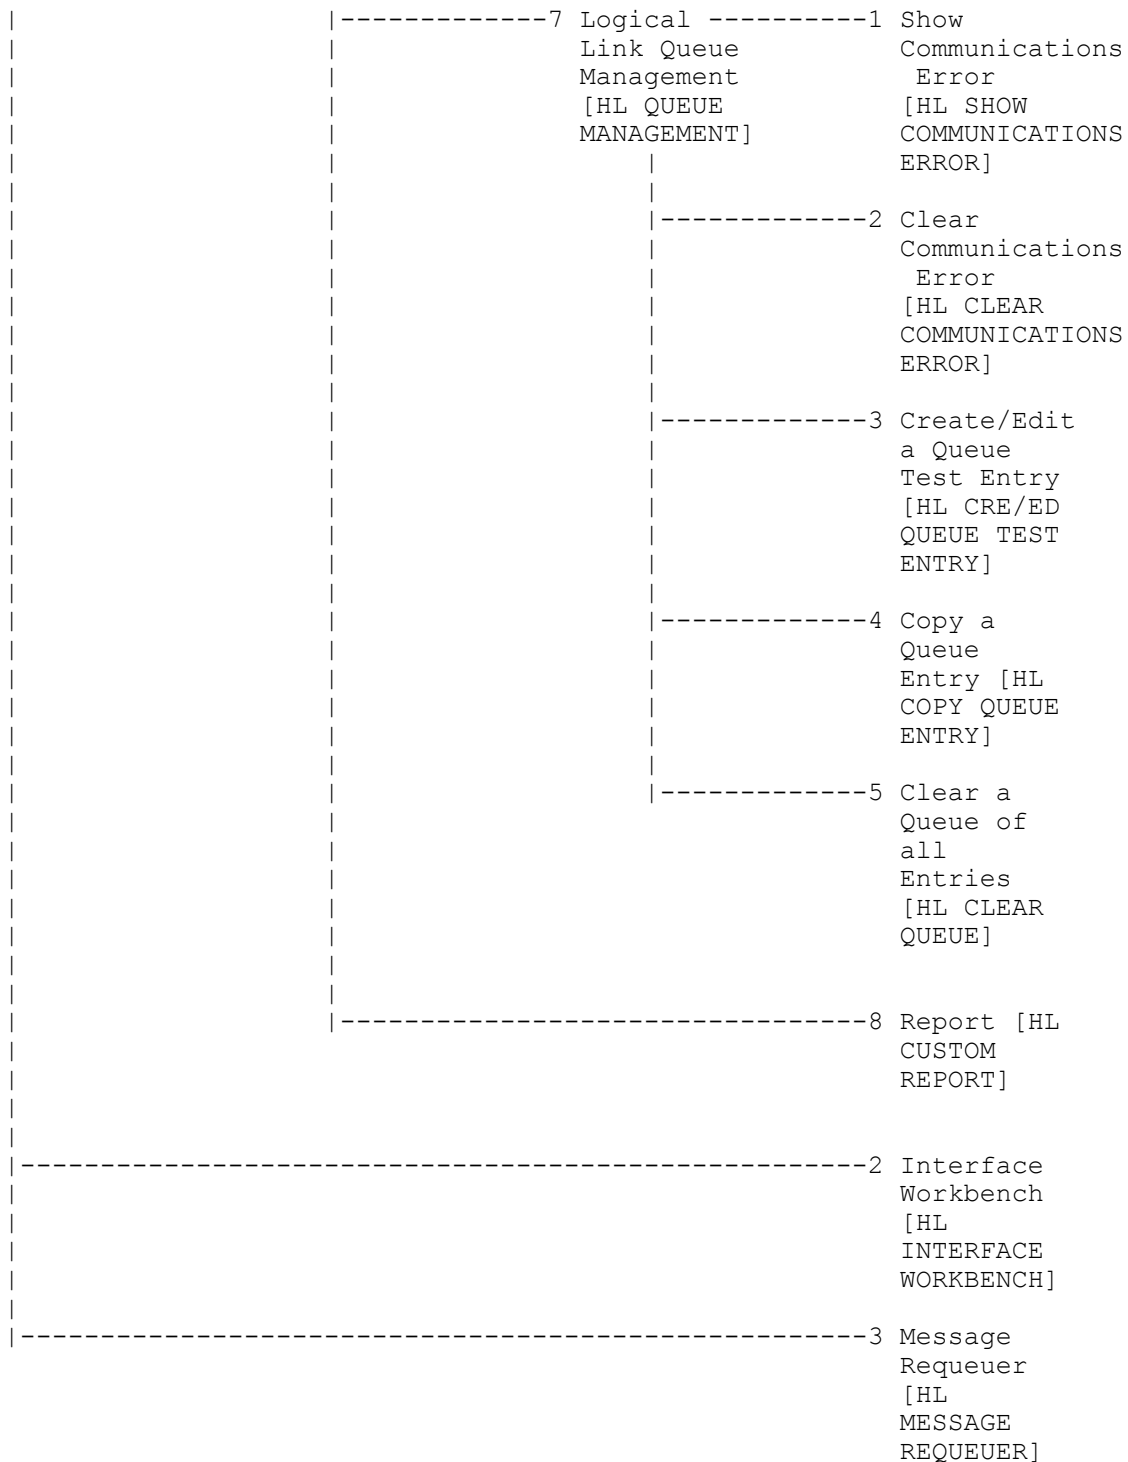 |                   |-------------7 Logical ----------1 Show
|                   |               Link Queue          Communications
|                   |               Management           Error
|                   |               [HL QUEUE           [HL SHOW
|                   |               MANAGEMENT]         COMMUNICATIONS
|                   |                   |               ERROR]
|                   |                   |
|                   |                   |-------------2 Clear
|                   |                   |               Communications
|                   |                   |                Error
|                   |                   |               [HL CLEAR
|                   |                   |               COMMUNICATIONS
|                   |                   |               ERROR]
|                   |                   |
|                   |                   |-------------3 Create/Edit
|                   |                   |               a Queue
|                   |                   |               Test Entry
|                   |                   |               [HL CRE/ED
|                   |                   |               QUEUE TEST
|                   |                   |               ENTRY]
|                   |                   |
|                   |                   |-------------4 Copy a
|                   |                   |               Queue
|                   |                   |               Entry [HL
|                   |                   |               COPY QUEUE
|                   |                   |               ENTRY]
|                   |                   |
|                   |                   |-------------5 Clear a
|                   |                                   Queue of
|                   |                                   all
|                   |                                   Entries
|                   |                                   [HL CLEAR
|                   |                                   QUEUE]
|                   |
|                   |
|                   |---------------------------------8 Report [HL
|                                                       CUSTOM
|                                                       REPORT]
|
|
|-----------------------------------------------------2 Interface
|                                                       Workbench
|                                                       [HL
|                                                       INTERFACE
|                                                       WORKBENCH]
|
|-----------------------------------------------------3 Message
                                                        Requeuer
                                                        [HL
                                                        MESSAGE
                                                        REQUEUER]